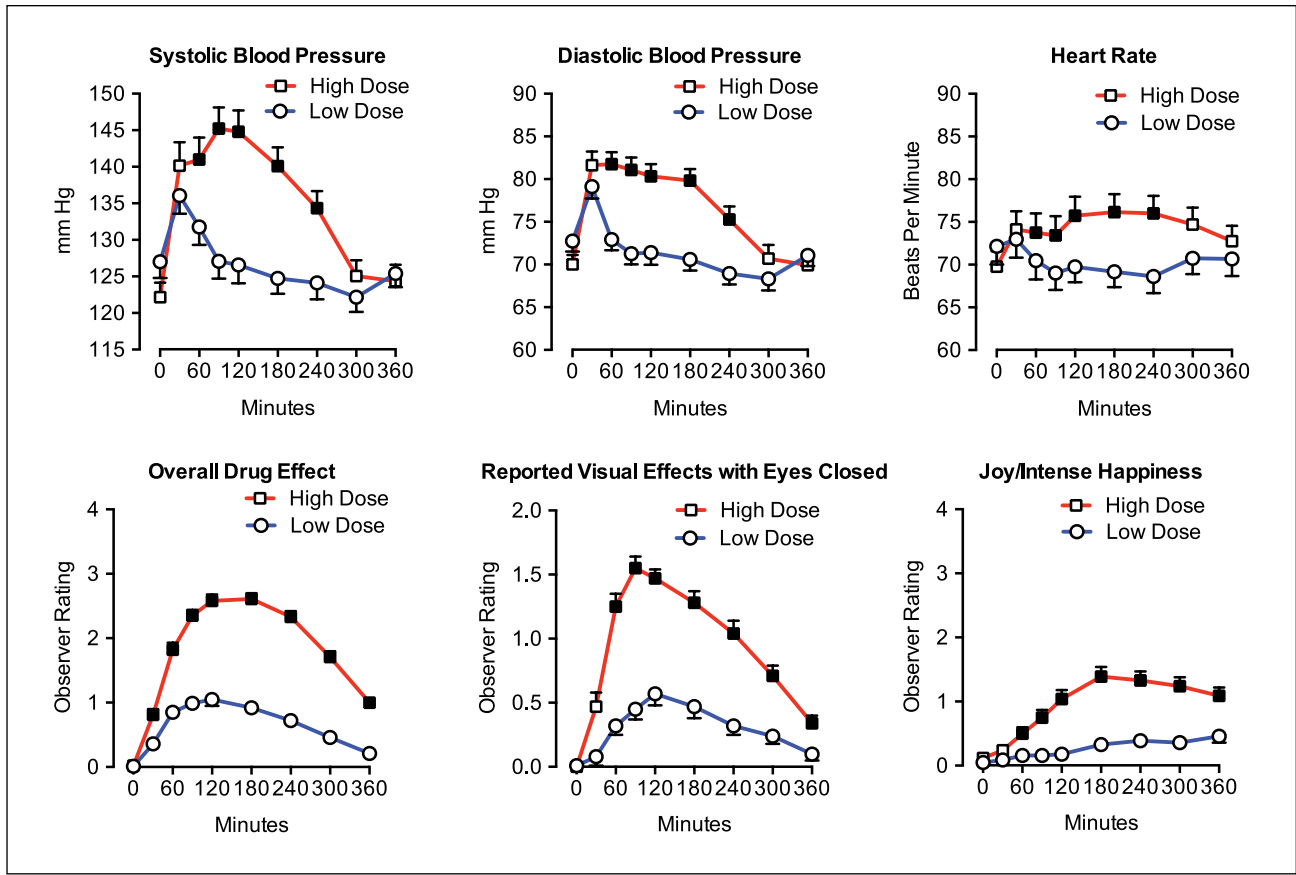 Systolic Blood Pressure
High Dose
Low Dose
mm Hg
150
145
140
135
130
125
120
115
0 60 120 180 240 300 360
Minutes
Diastolic Blood Pressure
High Dose
Low Dose
mm Hg
90
85
80
75
70
65
60
0 60 120 180 240 300 360
Minutes
Heart Rate
High Dose
Low Dose
Beats Per Minute
90
85
80
75
70
65
60
0 60 120 180 240 300 360
Minutes
Overall Drug Effect
High Dose
Low Dose
Observer Rating
4
3
2
1
0
0 60 120 180 240 300 360
Minutes
Reported Visual Effects with Eyes Closed
High Dose
Low Dose
Observer Rating
2.0
1.5
1.0
0.5
0.0
0 60 120 180 240 300 360
Minutes
Joy/Intense Happiness
High Dose
Low Dose
Observer Rating
4
3
2
1
0
0 60 120 180 240 300 360
Minutes